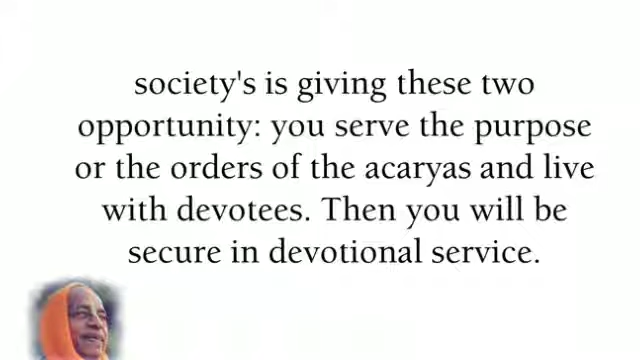 society's is giving these two
opportunity: you serve the purpose
or the orders of the acaryas and live
with devotees. Then you will be
secure in devotional service.